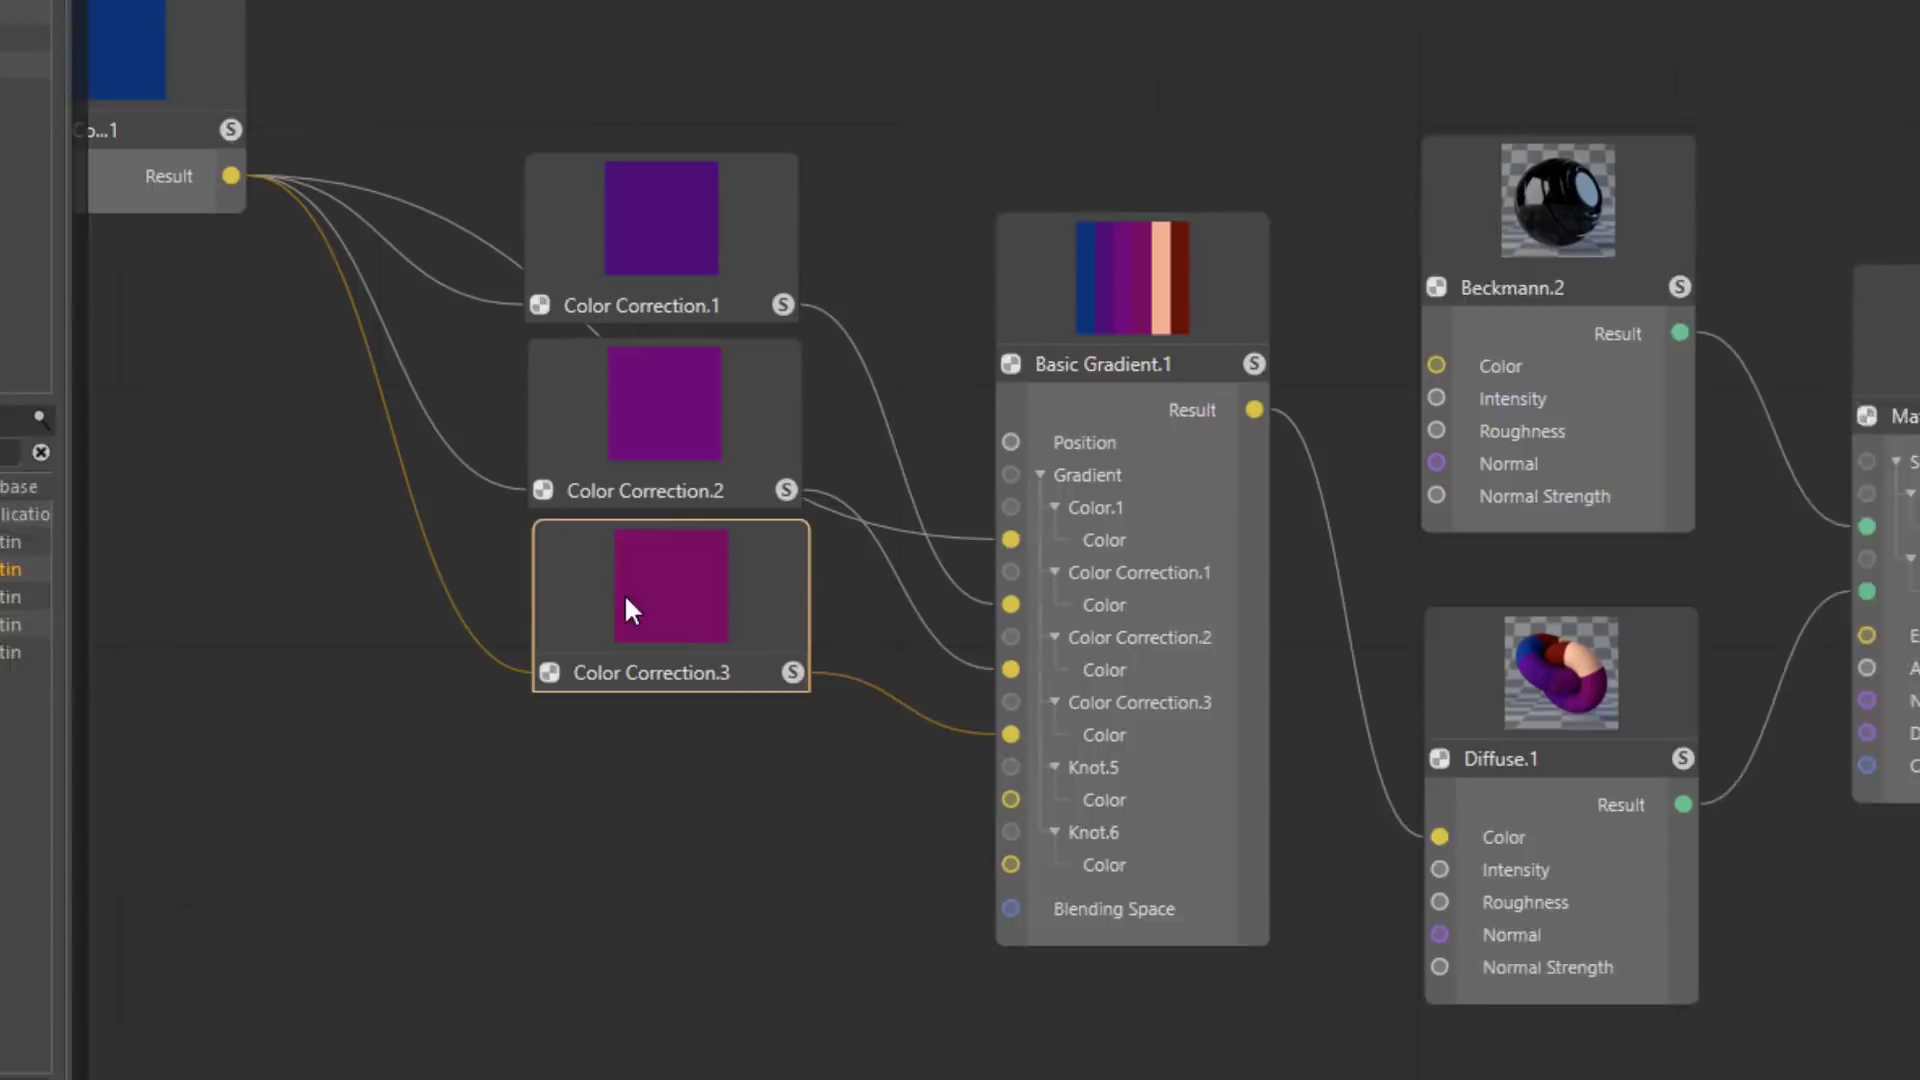 Co...1
S
Result
base
licatio
tin
tin
tin
tin
tin
Color Correction.1
S
Color Correction.2
S
Color Correction.3
S
Basic Gradient.1
S
Result
Position
Gradient
Color.1
Color
Color Correction.1
Color
Color Correction.2
Color
Color Correction.3
Color
Knot.5
Color
Knot.6
Color
Blending Space
Beckmann.2
S
Result
Color
Intensity
Roughness
Normal
Normal Strength
Diffuse.1
S
Result
Color
Intensity
Roughness
Normal
Normal Strength
Ma
S
E
A
N
D